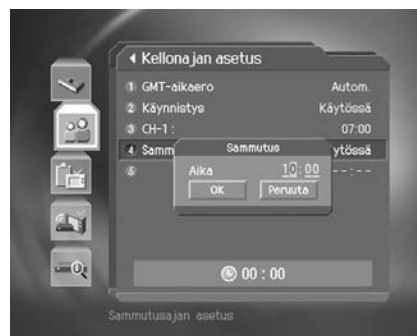 Kellonajan asetus
1 GMT-aikaero Autom.
2 Käynnistys Käytössä
3 CH-1 : 07:00
4 Samm ytössä
5 --:--
Sammutus
Aika 10:00
OK Peruuta
00 : 00
Sammutusajan asetus